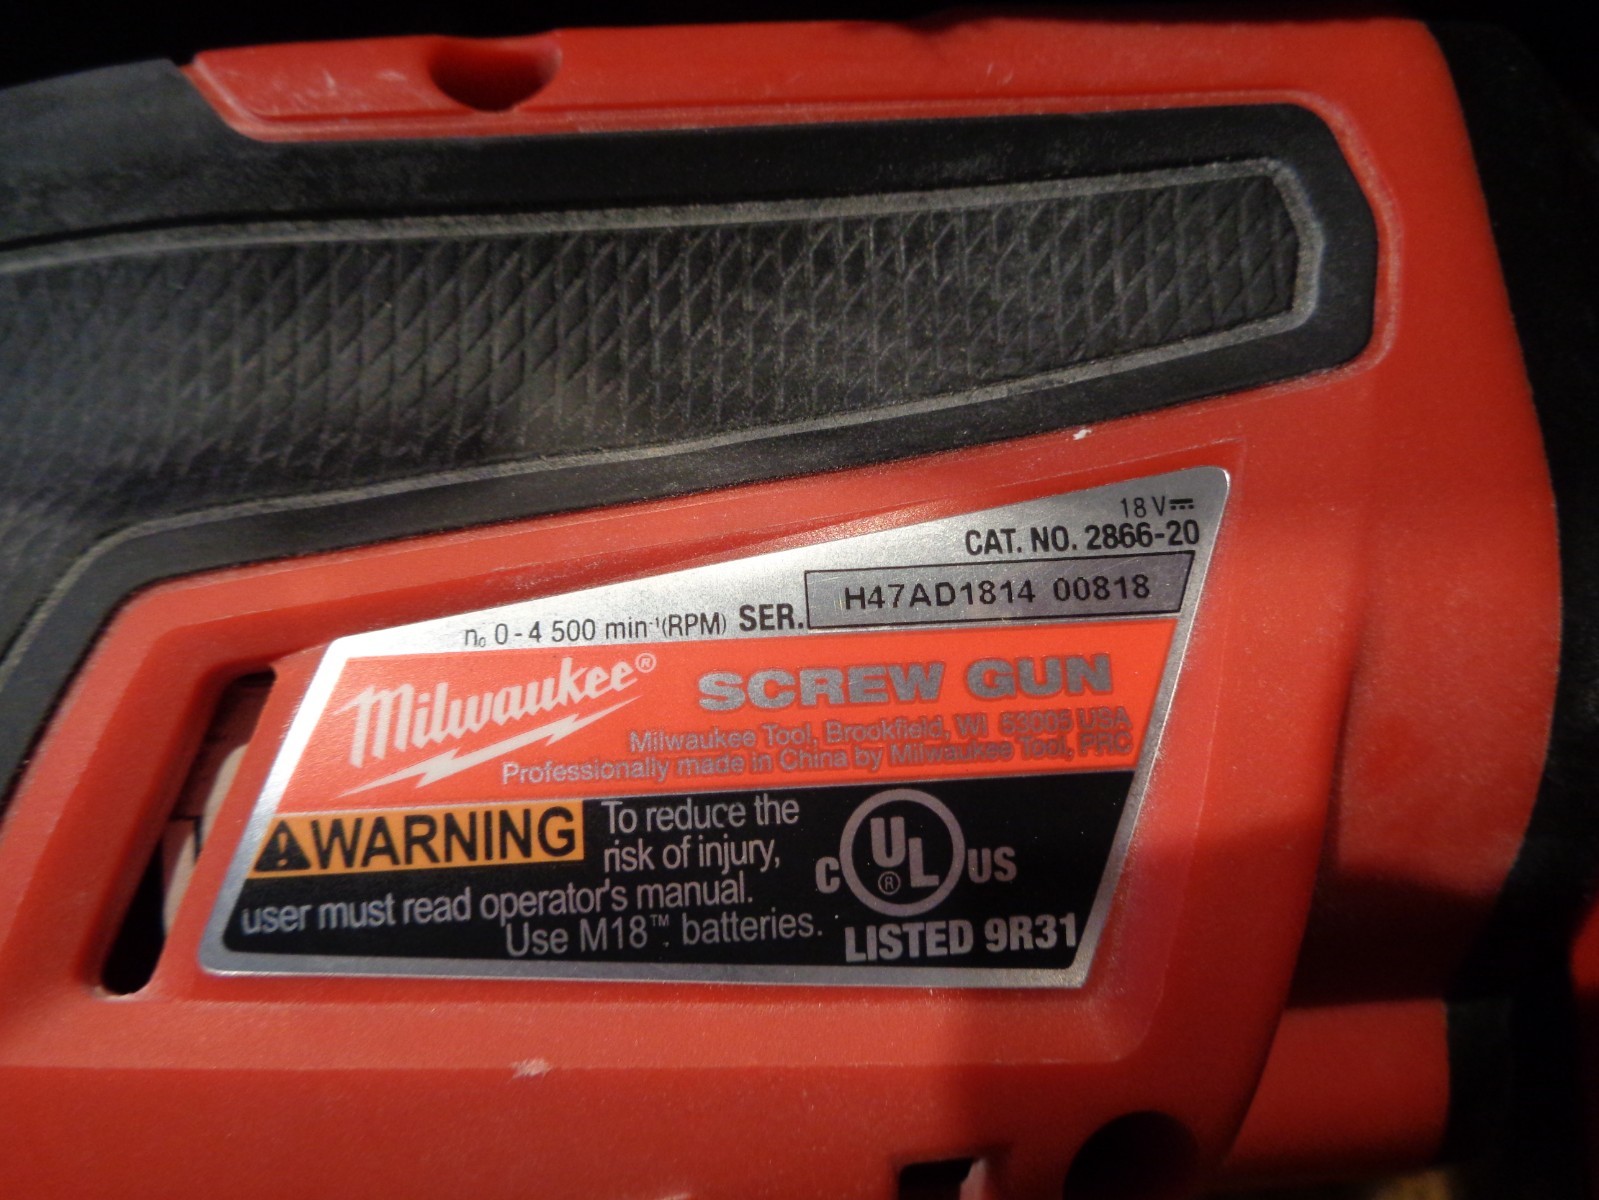 18 V⎓
CAT. NO. 2866-20
n₀ 0 - 4 500 min⁻¹(RPM) SER. H47AD1814 00818
Milwaukee® SCREW GUN
Milwaukee Tool, Brookfield, WI 53005 USA
Professionally made in China by Milwaukee Tool, PRC
⚠WARNING To reduce the
risk of injury,
user must read operator's manual.
Use M18™. batteries.
C UL® US
LISTED 9R31